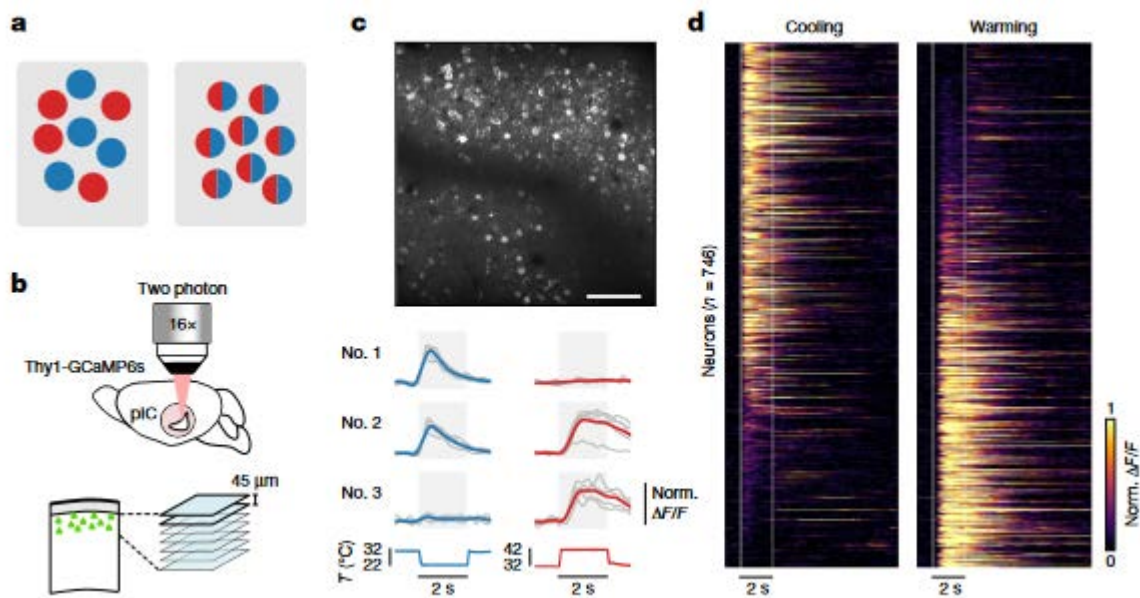 a
b
Two photon
16×
Thy1-GCaMP6s
pIC
45 µm
c
No. 1
No. 2
No. 3
Norm.
ΔF/F
T (°C)
32
22
42
32
2 s
2 s
d
Cooling
Warming
Neurons (n = 746)
1
Norm. ΔF/F
0
2 s
2 s